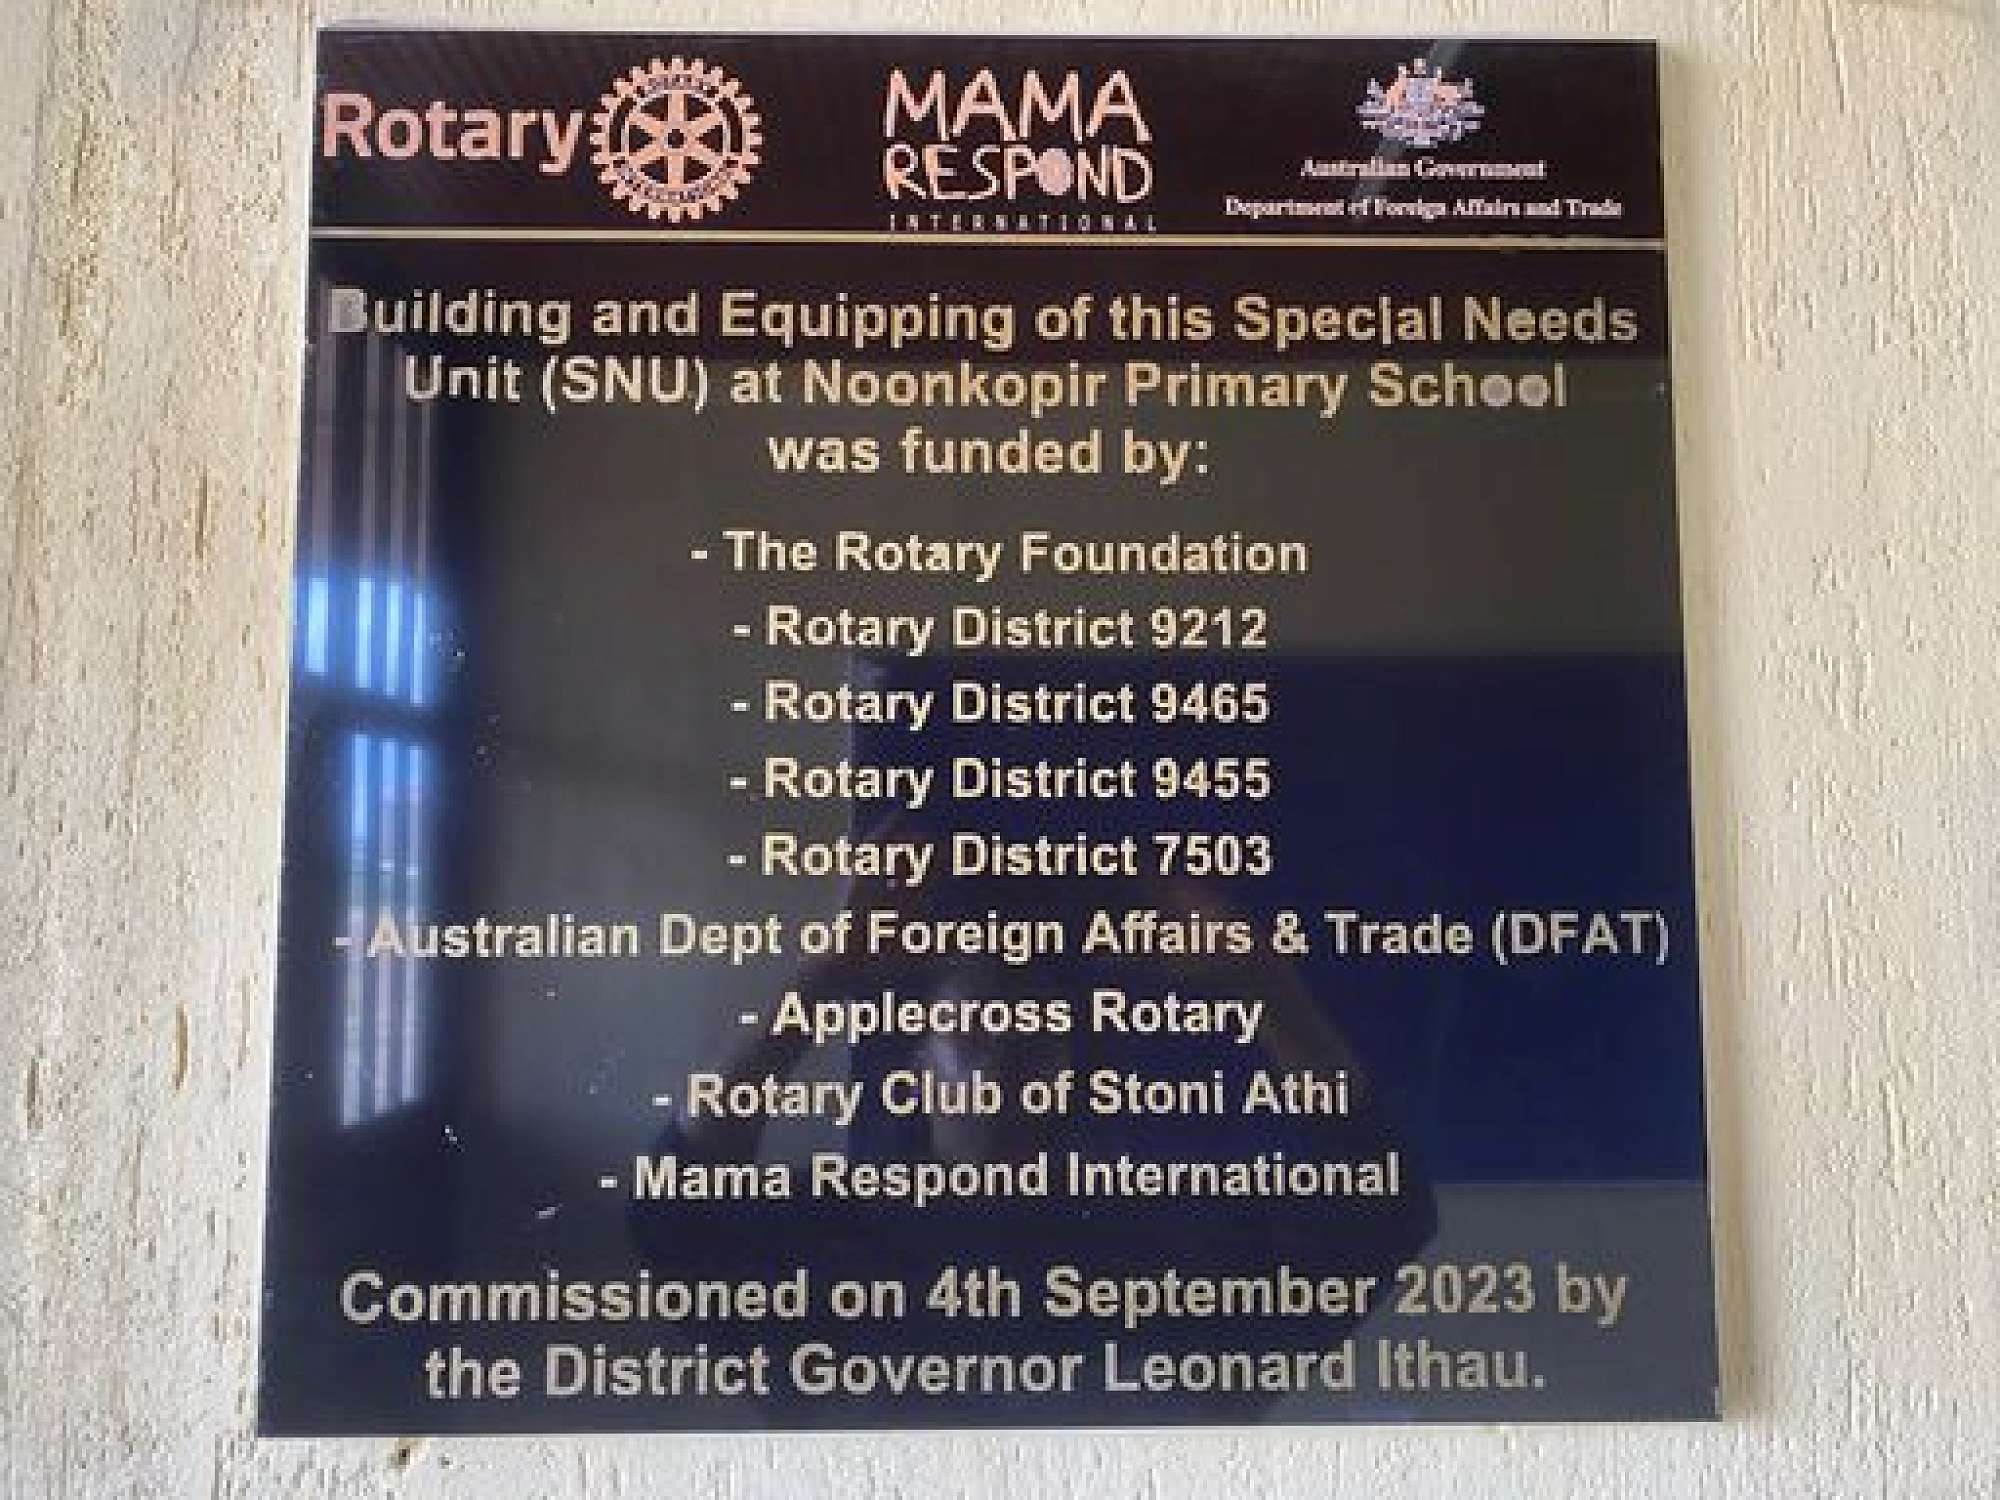 Rotary
MAMA
RESPOND
INTERNATIONAL
Australian Government
Department of Foreign Affairs and Trade
Building and Equipping of this Special Needs
Unit (SNU) at Noonkopir Primary School
was funded by:
- The Rotary Foundation
- Rotary District 9212
- Rotary District 9465
- Rotary District 9455
- Rotary District 7503
- Australian Dept of Foreign Affairs & Trade (DFAT)
- Applecross Rotary
- Rotary Club of Stoni Athi
- Mama Respond International
Commissioned on 4th September 2023 by
the District Governor Leonard Ithau.